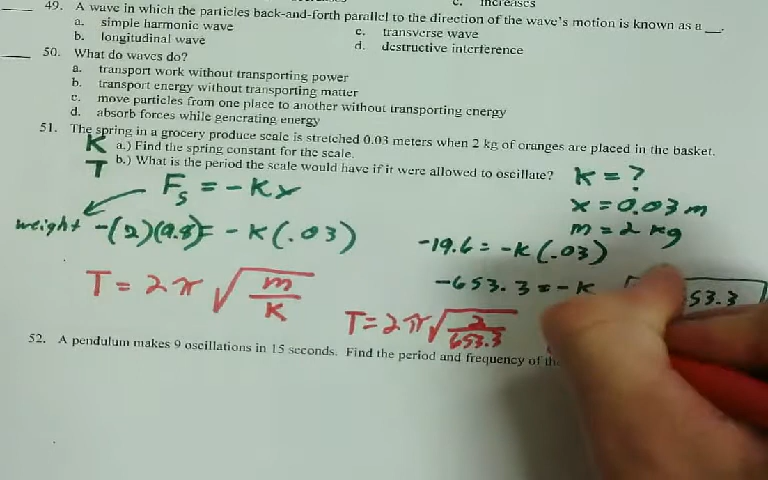 c. increases
49. A wave in which the particles back-and-forth parallel to the direction of the wave's motion is known as a ___.
a. simple harmonic wave
c. transverse wave
b. longitudinal wave
d. destructive interference
50. What do waves do?
a. transport work without transporting power
b. transport energy without transporting matter
c. move particles from one place to another without transporting energy
d. absorb forces while generating energy
51. The spring in a grocery produce scale is stretched 0.03 meters when 2 kg of oranges are placed in the basket.
K a.) Find the spring constant for the scale.
T b.) What is the period the scale would have if it were allowed to oscillate?
K = ?
Fs = -Kx
x = 0.03 m
m = 2 kg
weight -(2)(9.8) = -K(.03)
-19.6 = -K(.03)
-653.3 = -K
53.3
T = 2π √(m/K)
T = 2π √(2/653.3)
52. A pendulum makes 9 oscillations in 15 seconds. Find the period and frequency of